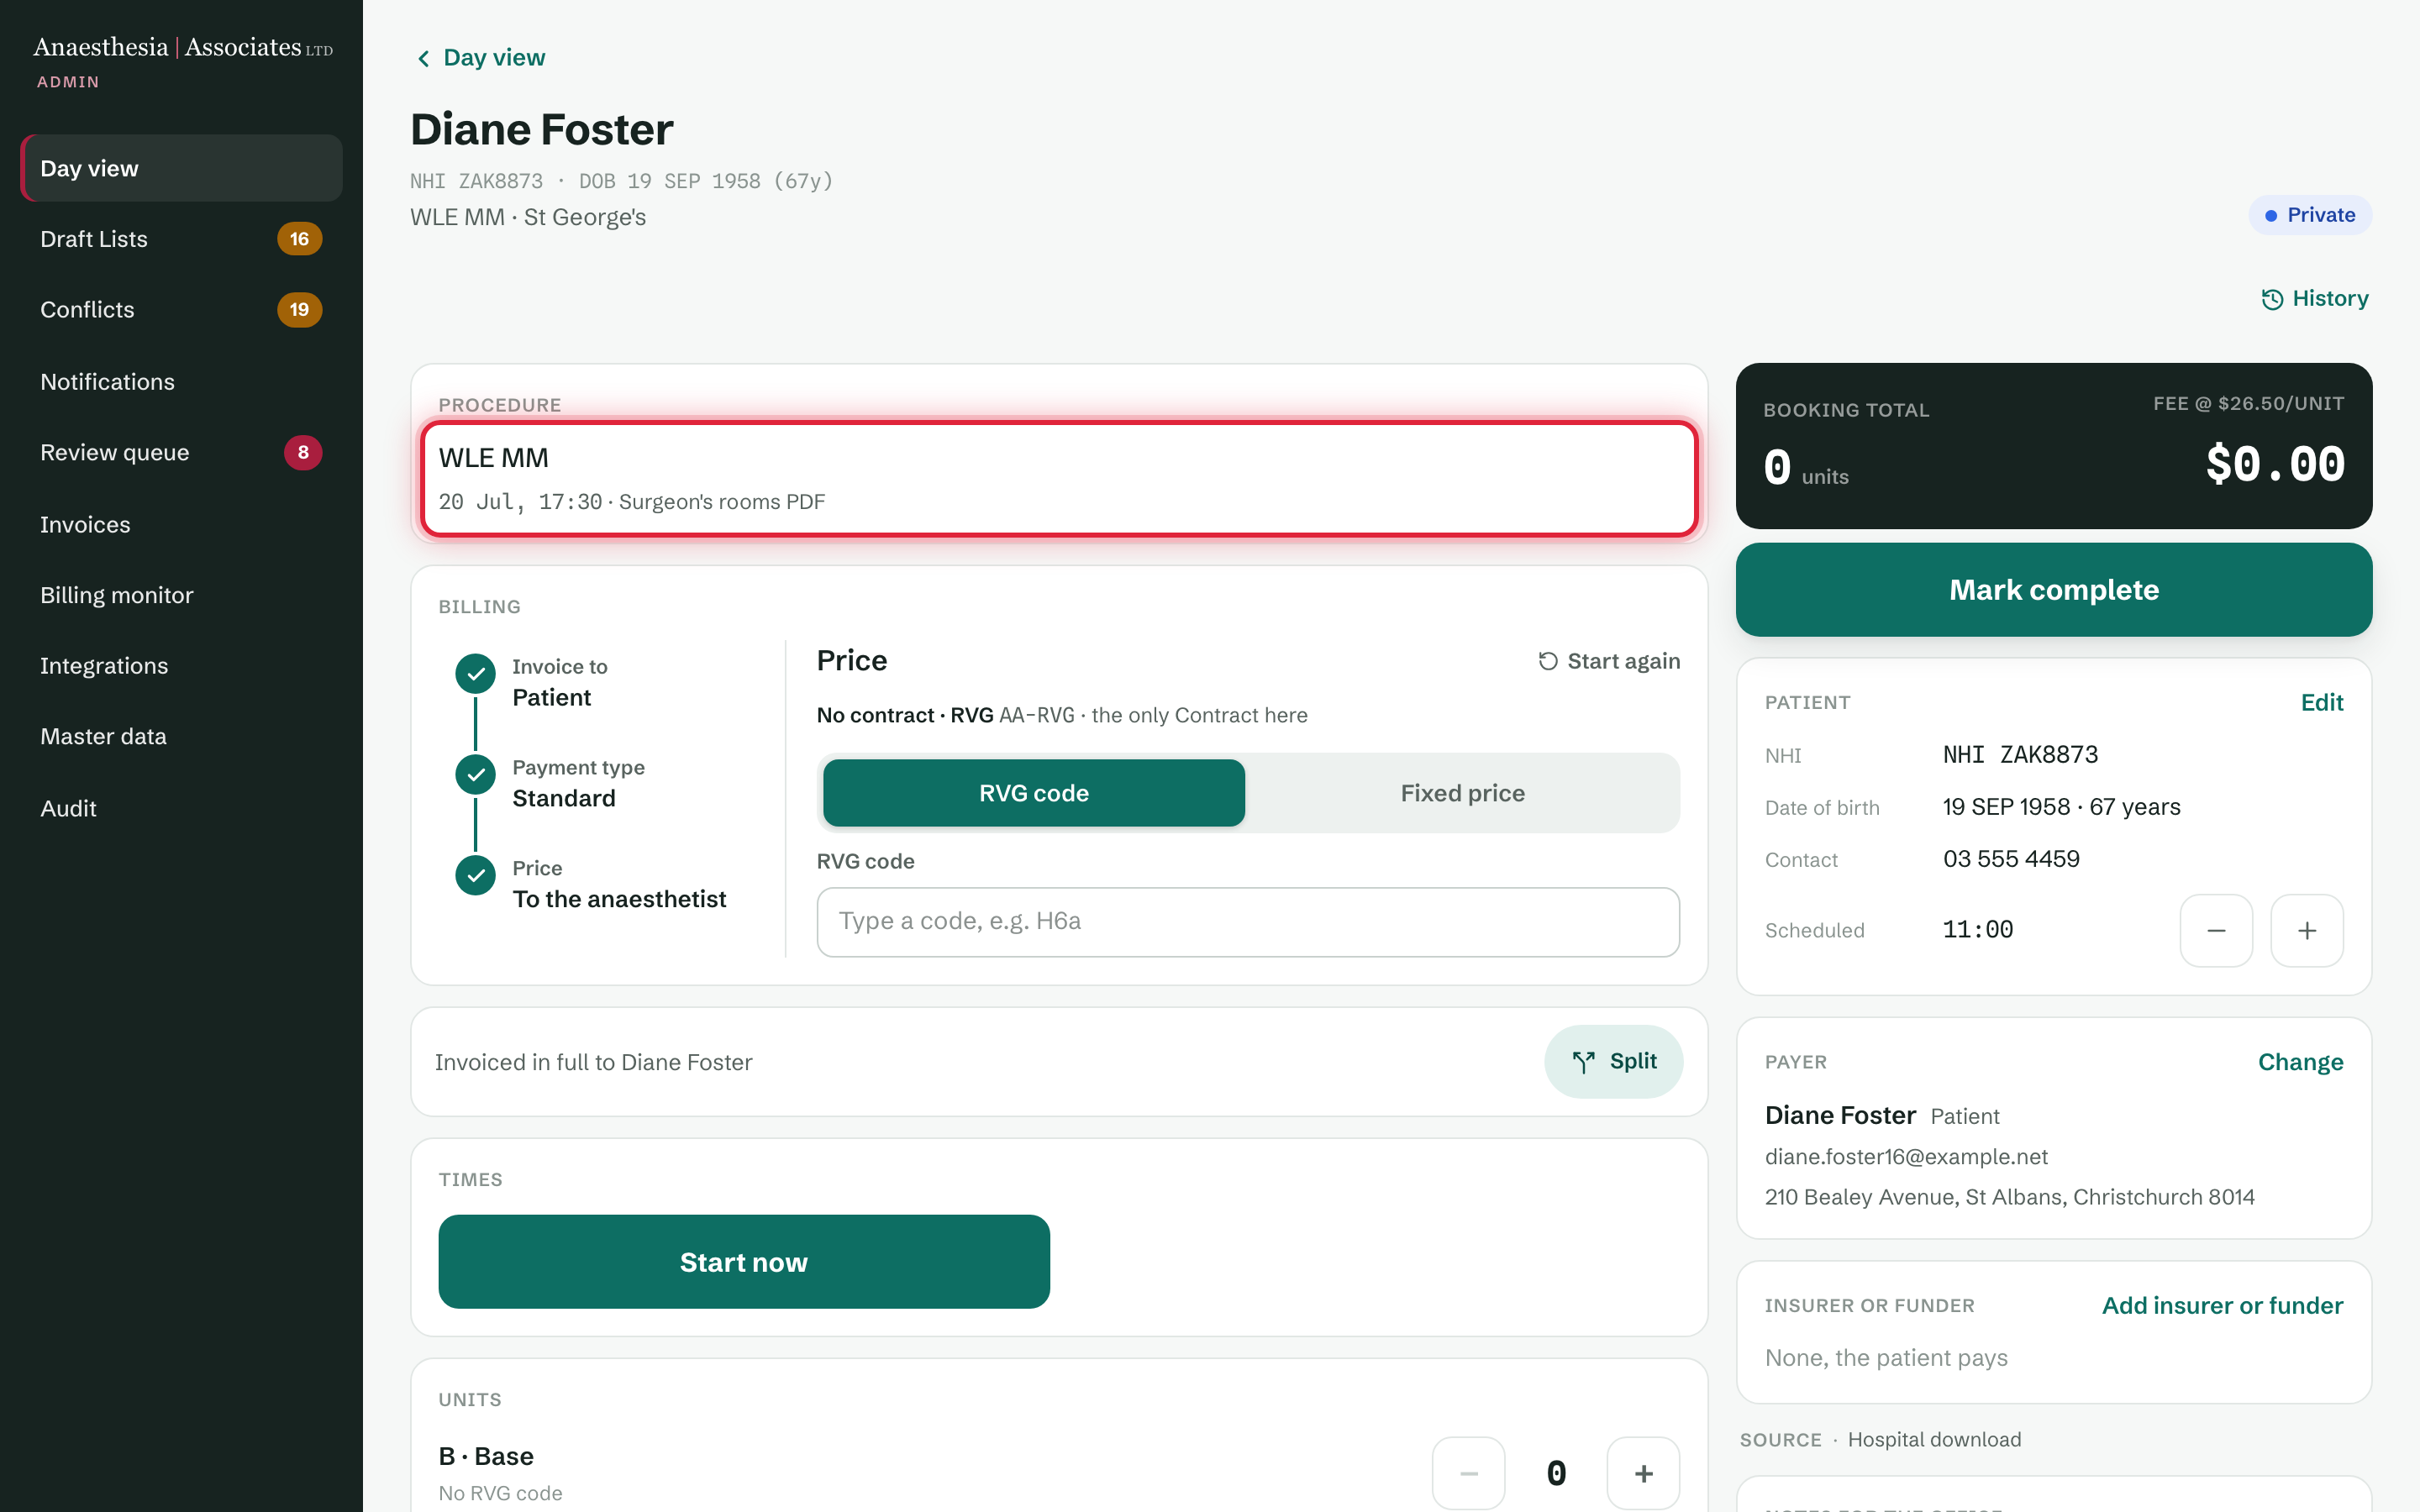 Anaesthesia | Associates LTD
ADMIN
Day view
Draft Lists 16
Conflicts 19
Notifications
Review queue 8
Invoices
Billing monitor
Integrations
Master data
Audit
Day view
Diane Foster
NHI ZAK8873 · DOB 19 SEP 1958 (67y)
WLE MM · St George's
Private
History
PROCEDURE
WLE MM
20 Jul, 17:30 · Surgeon's rooms PDF
BILLING
Invoice to
Patient
Payment type
Standard
Price
To the anaesthetist
Price
Start again
No contract · RVG AA-RVG · the only Contract here
RVG code
Fixed price
RVG code
Type a code, e.g. H6a
Invoiced in full to Diane Foster
Split
TIMES
Start now
UNITS
B · Base
No RVG code
− 0 +
BOOKING TOTAL
FEE @ $26.50/UNIT
0 units
$0.00
Mark complete
PATIENT
Edit
NHI NHI ZAK8873
Date of birth 19 SEP 1958 · 67 years
Contact 03 555 4459
Scheduled 11:00 − +
PAYER
Change
Diane Foster Patient
diane.foster16@example.net
210 Bealey Avenue, St Albans, Christchurch 8014
INSURER OR FUNDER
Add insurer or funder
None, the patient pays
SOURCE · Hospital download